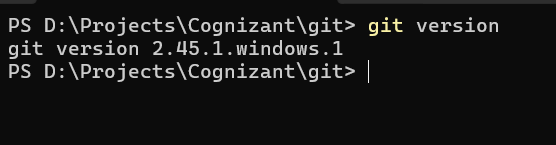 PS D:\Projects\Cognizant\git> git version
git version 2.45.1.windows.1
PS D:\Projects\Cognizant\git>